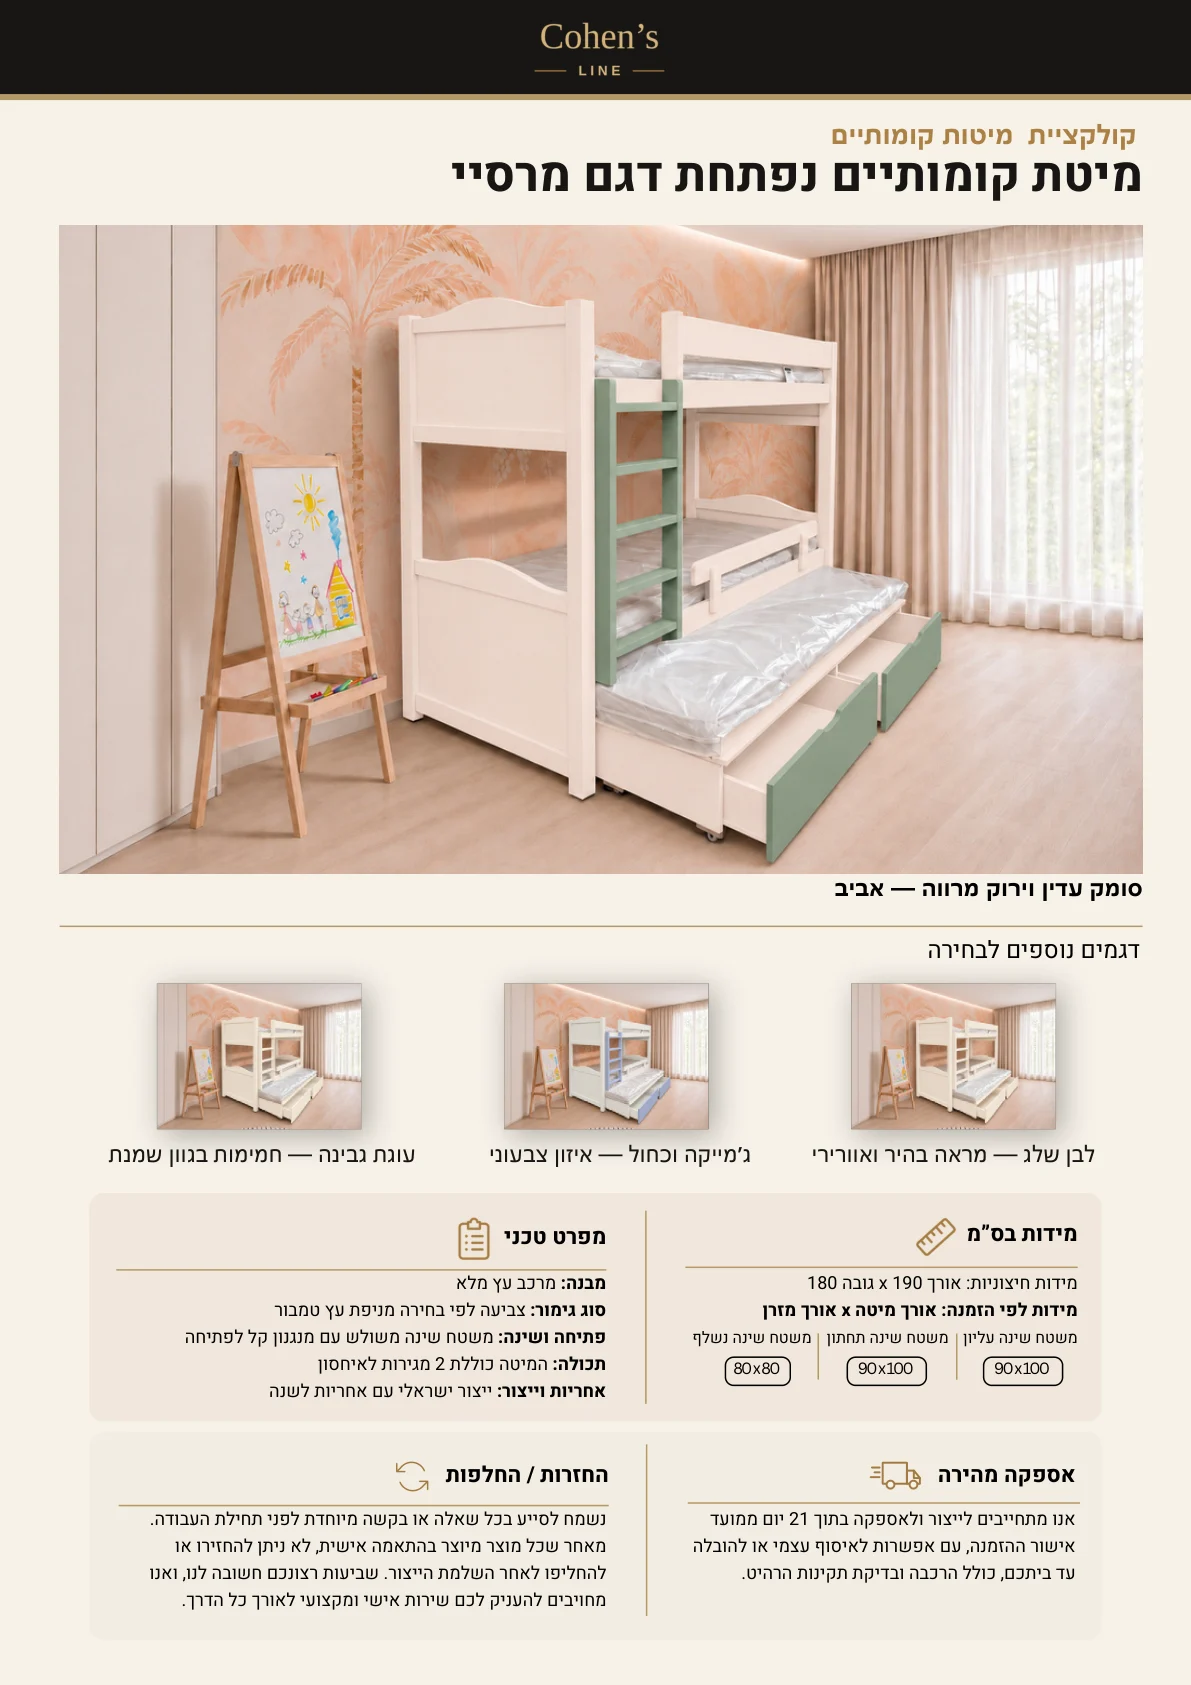 Cohen’s
LINE
קולקציית מיטות קומותיים
מיטת קומותיים נפתחת דגם מרסיי
סומק עדין וירוק מרווה — אביב
דגמים נוספים לבחירה
לבן שלג — מראה בהיר ואוורירי
ג׳מייקה וכחול — איזון צבעוני
עוגת גבינה — חמימות בגוון שמנת
מידות בס”מ
מידות חיצוניות: אורך 190 x גובה 180
מידות לפי הזמנה: אורך מיטה x אורך מזרן
משטח שינה עליון
משטח שינה תחתון
משטח שינה נשלף
90x100
90x100
80x80
מפרט טכני
מבנה: מרכב עץ מלא
סוג גימור: צביעה לפי בחירה מניפת עץ טמבור
פתיחה ושינה: משטח שינה משולש עם מנגנון קל לפתיחה
תכולה: המיטה כוללת 2 מגירות לאיחסון
אחריות וייצור: ייצור ישראלי עם אחריות לשנה
אספקה מהירה
אנו מתחייבים לייצור ולאספקה בתוך 21 יום ממועד
אישור ההזמנה, עם אפשרות לאיסוף עצמי או להובלה
עד ביתכם, כולל הרכבה ובדיקת תקינות הרהיט.
החזרות / החלפות
נשמח לסייע בכל שאלה או בקשה מיוחדת לפני תחילת העבודה.
מאחר שכל מוצר מיוצר בהתאמה אישית, לא ניתן להחזירו או
להחליפו לאחר השלמת הייצור. שביעות רצונכם חשובה לנו, ואנו
מחויבים להעניק לכם שירות אישי ומקצועי לאורך כל הדרך.